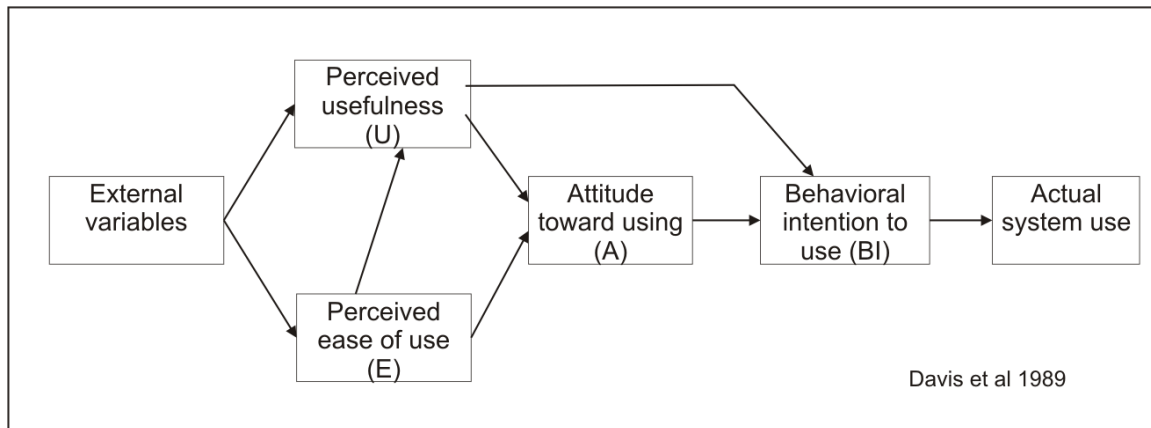 Perceived
usefulness
(U)
External
variables
Attitude
toward using
(A)
Behavioral
intention to
use (BI)
Actual
system use
Perceived
ease of use
(E)
Davis et al 1989